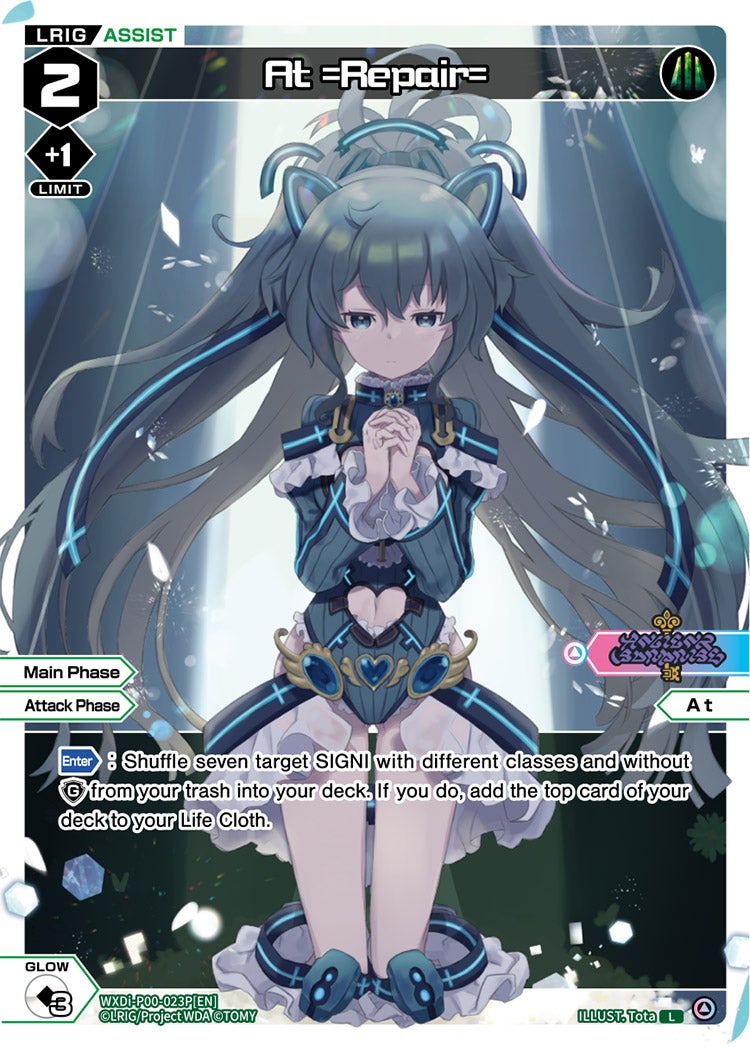 LRIG ASSIST
At =Repair=
2
+1
LIMIT
Main Phase
Attack Phase
At
Enter : Shuffle seven target SIGNI with different classes and without
G from your trash into your deck. If you do, add the top card of your
deck to your Life Cloth.
GLOW
3
WXDi-P00-023P[EN]
©LRIG/Project WDA ©TOMY
ILLUST. Tota L